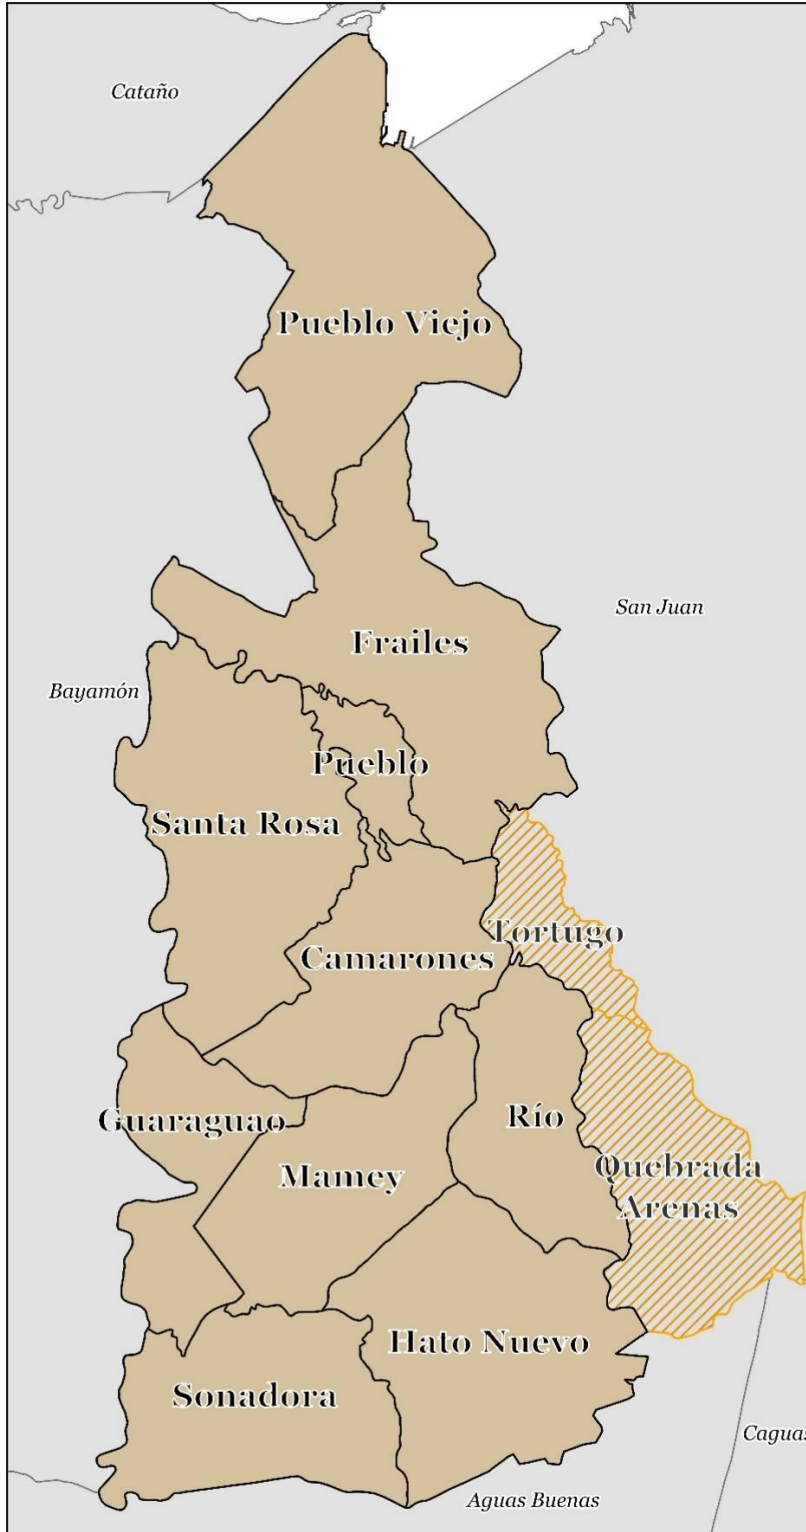 Cataño
Pueblo Viejo
San Juan
Frailes
Bayamón
Pueblo
Santa Rosa
Tortugo
Camarones
Guaraguao
Río
Mamey
Quebrada
Arenas
Hato Nuevo
Sonadora
Caguas
Aguas Buenas